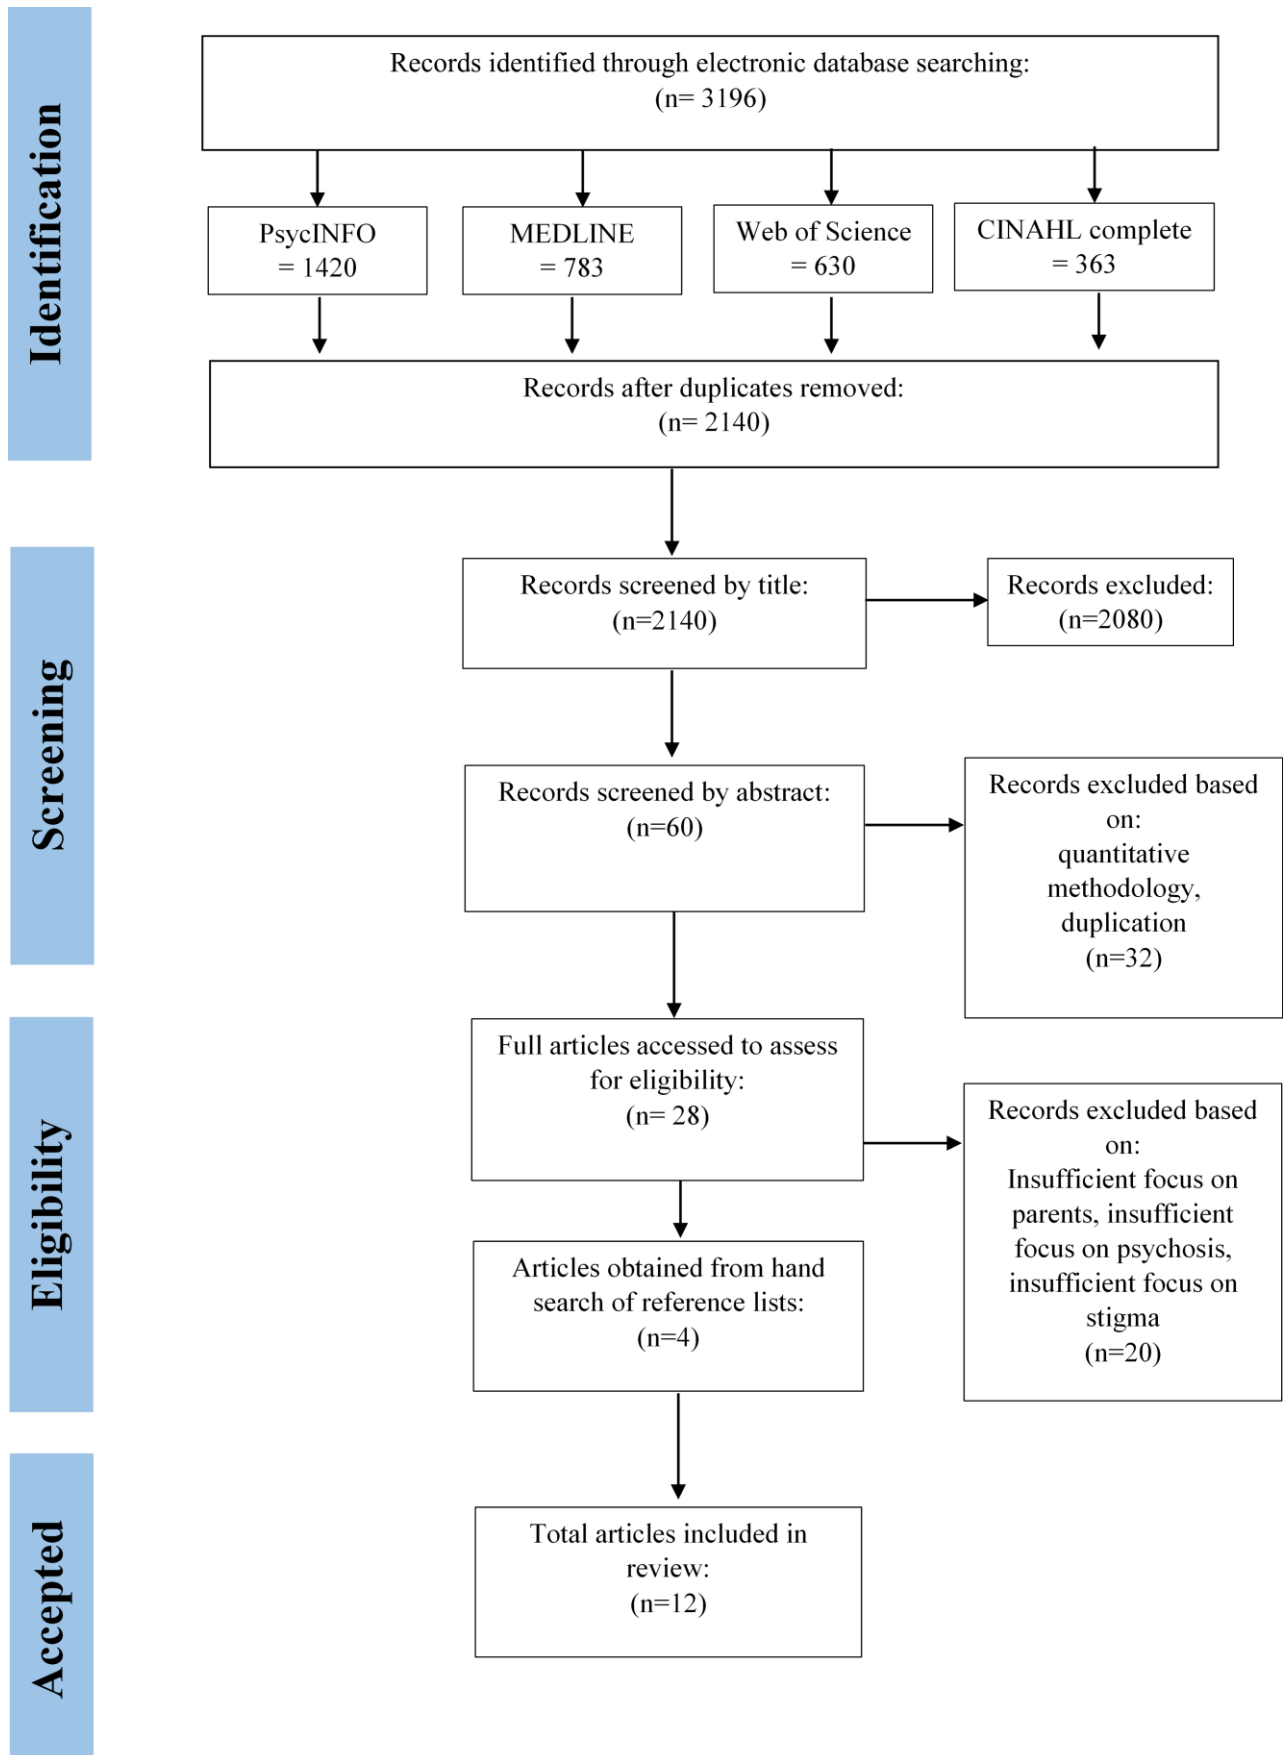 Identification
Records identified through electronic database searching:
(n= 3196)
PsycINFO
= 1420
MEDLINE
= 783
Web of Science
= 630
CINAHL complete
= 363
Records after duplicates removed:
(n= 2140)
Screening
Records screened by title:
(n=2140)
Records excluded:
(n=2080)
Records screened by abstract:
(n=60)
Records excluded based
on:
quantitative
methodology,
duplication
(n=32)
Eligibility
Full articles accessed to assess
for eligibility:
(n= 28)
Records excluded based
on:
Insufficient focus on
parents, insufficient
focus on psychosis,
insufficient focus on
stigma
(n=20)
Articles obtained from hand
search of reference lists:
(n=4)
Accepted
Total articles included in
review:
(n=12)